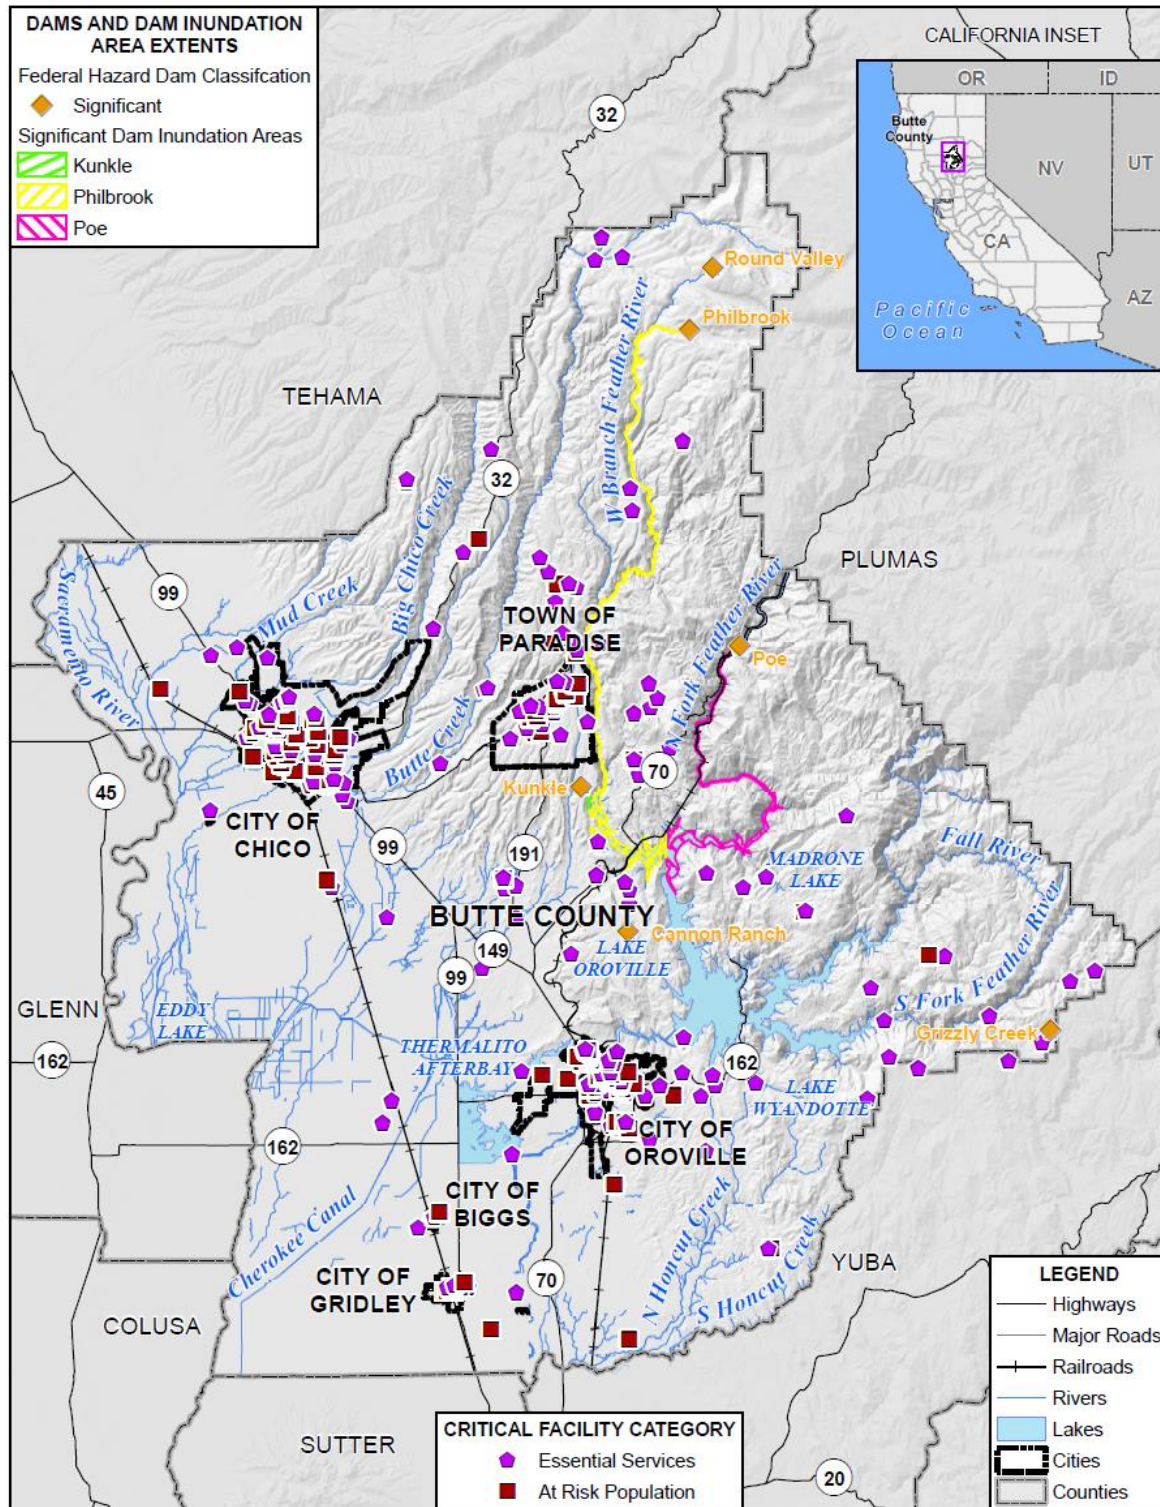 DAMS AND DAM INUNDATION
AREA EXTENTS
Federal Hazard Dam Classifcation
Significant
Significant Dam Inundation Areas
Kunkle
Philbrook
Poe
CALIFORNIA INSET
OR
ID
Butte
County
NV
UT
CA
AZ
Pacific
Ocean
32
Round Valley
Philbrook
W Branch Feather River
TEHAMA
32
Big Chico Creek
PLUMAS
99
Mud Creek
Sacramento River
TOWN OF
PARADISE
N Fork Feather River
Poe
Butte Creek
Kunkle
70
45
CITY OF
CHICO
99
191
MADRONE
LAKE
Fall River
BUTTE COUNTY
Cannon Ranch
149
LAKE
OROVILLE
99
S Fork Feather River
GLENN
EDDY
LAKE
Grizzly Creek
162
THERMALITO
AFTERBAY
162
LAKE
WYANDOTTE
CITY OF
OROVILLE
162
CITY OF
BIGGS
Cherokee Canal
N Honcut Creek
S Honcut Creek
YUBA
CITY OF
GRIDLEY
70
COLUSA
SUTTER
20
CRITICAL FACILITY CATEGORY
Essential Services
At Risk Population
LEGEND
Highways
Major Roads
Railroads
Rivers
Lakes
Cities
Counties